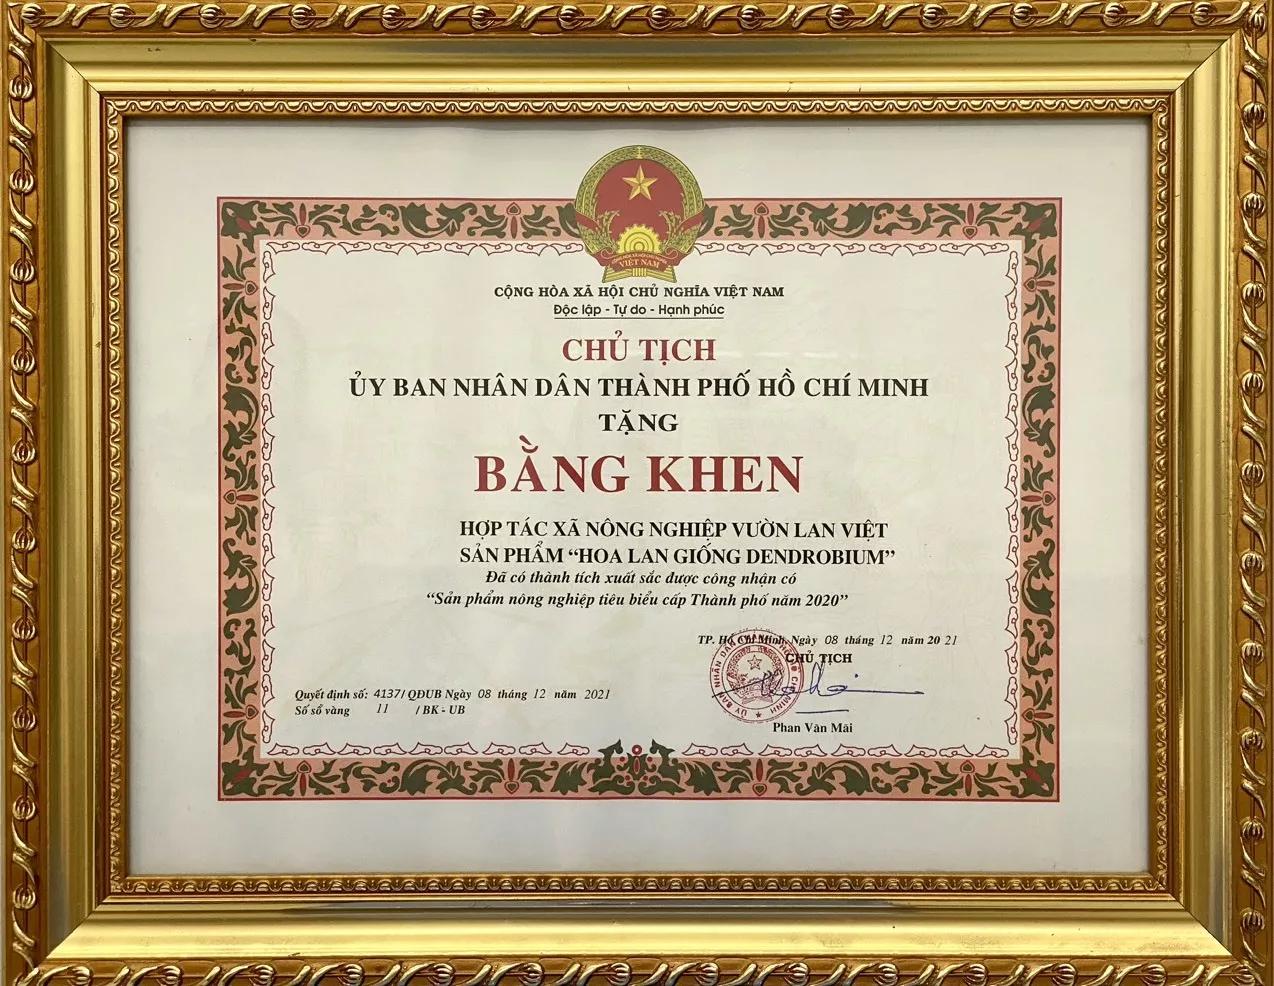 CỘNG HÒA XÃ HỘI CHỦ NGHĨA VIỆT NAM
Độc lập - Tự do - Hạnh phúc
CHỦ TỊCH
ỦY BAN NHÂN DÂN THÀNH PHỐ HỒ CHÍ MINH
TẶNG
BẰNG KHEN
HỢP TÁC XÃ NÔNG NGHIỆP VƯỜN LAN VIỆT
SẢN PHẨM “HOA LAN GIỐNG DENDROBIUM”
Đã có thành tích xuất sắc được công nhận có
“Sản phẩm nông nghiệp tiêu biểu cấp Thành phố năm 2020”
TP. Hồ Chí Minh, Ngày 08 tháng 12 năm 2021
CHỦ TỊCH
Quyết định số: 4137/ QĐUB Ngày 08 tháng 12 năm 2021
Số sổ vàng 11 / BK - UB
Phan Văn Mãi
VIỆT NAM